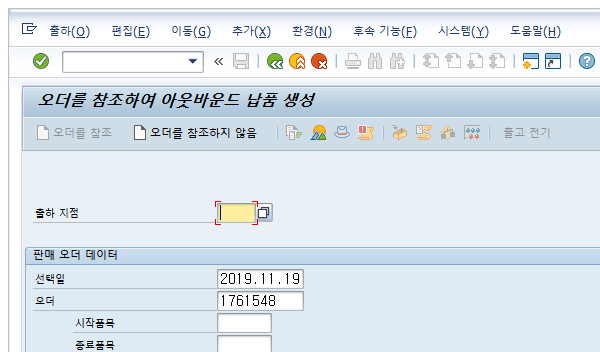 출하(O) 편집(E) 이동(G) 추가(X) 환경(N) 후속 기능(F) 시스템(Y) 도움말(H)
오더를 참조하여 아웃바운드 납품 생성
오더를 참조 오더를 참조하지 않음 출고 전기
출하 지점
판매 오더 데이터
선택일 2019.11.19
오더 1761548
시작품목
종료품목